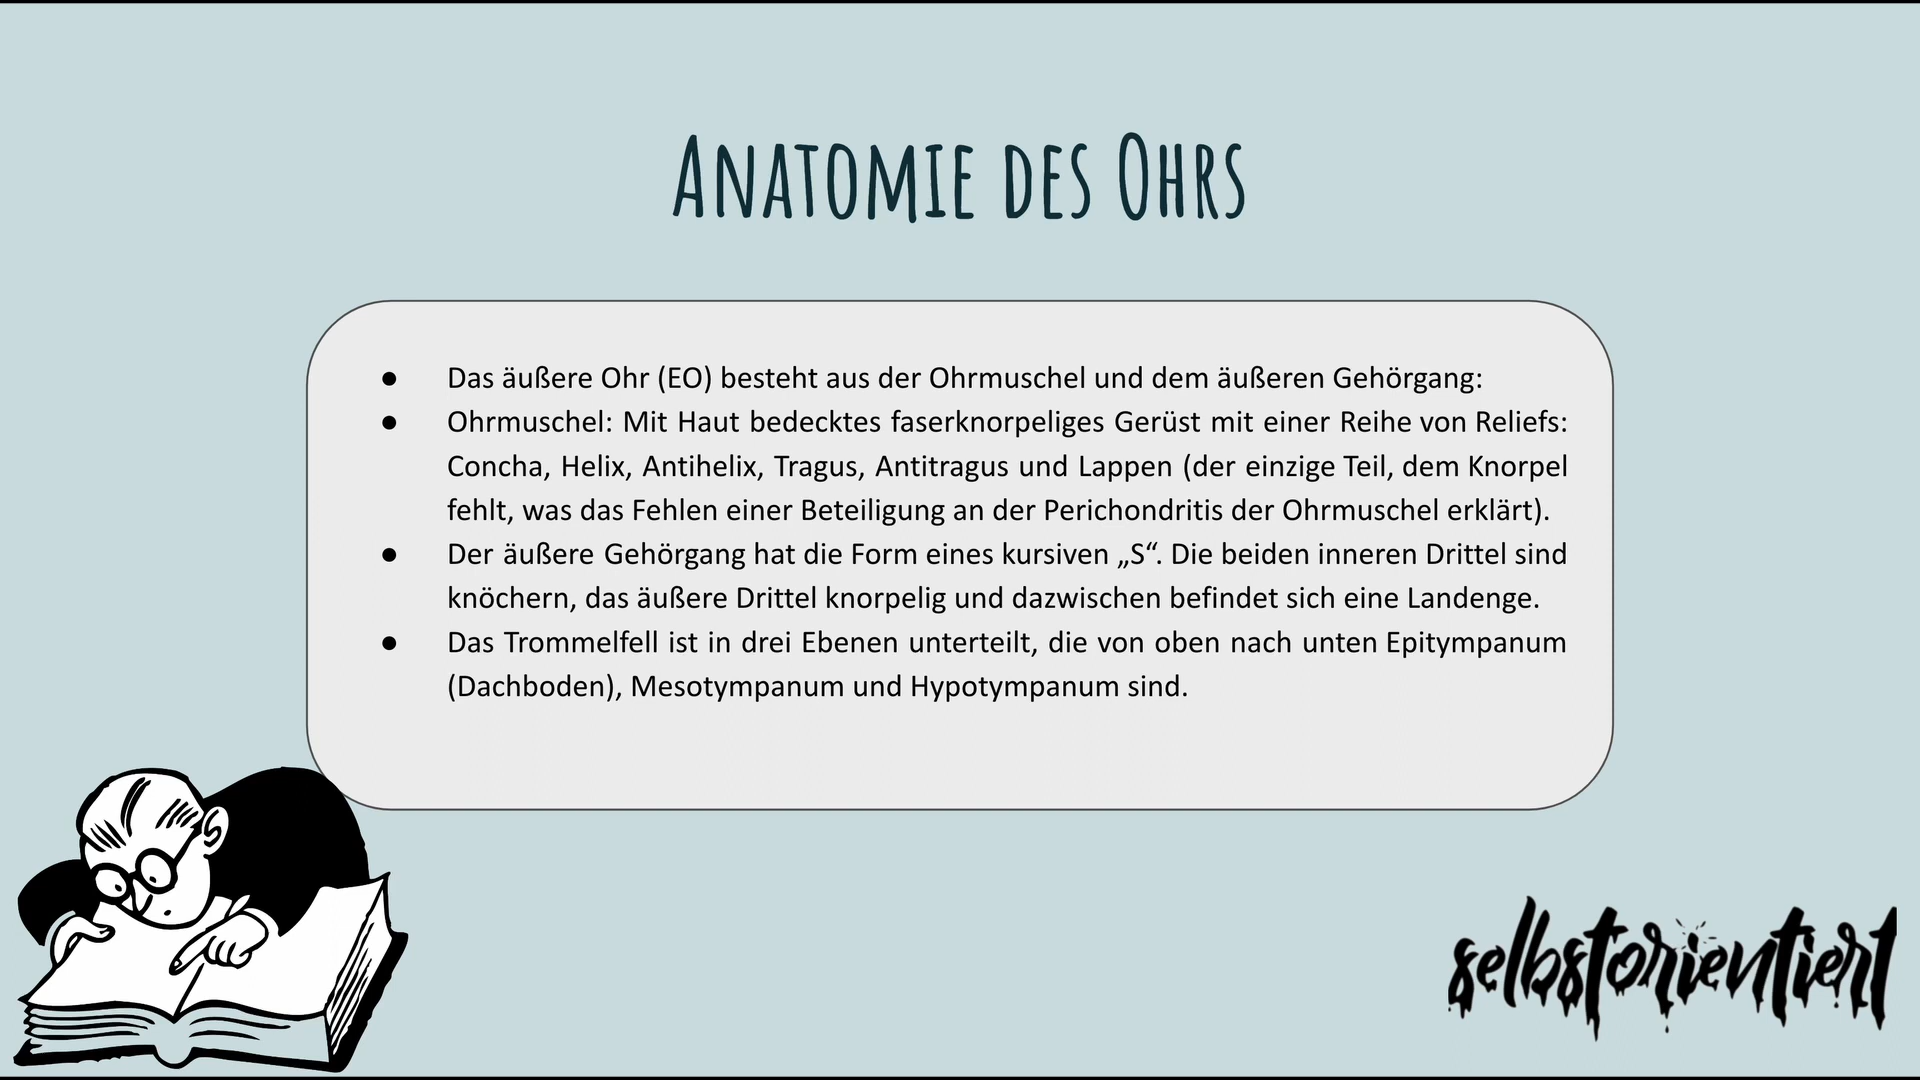 Anatomie des Ohrs
● Das äußere Ohr (EO) besteht aus der Ohrmuschel und dem äußeren Gehörgang:
● Ohrmuschel: Mit Haut bedecktes faserknorpeliges Gerüst mit einer Reihe von Reliefs:
Concha, Helix, Antihelix, Tragus, Antitragus und Lappen (der einzige Teil, dem Knorpel
fehlt, was das Fehlen einer Beteiligung an der Perichondritis der Ohrmuschel erklärt).
● Der äußere Gehörgang hat die Form eines kursiven „S“. Die beiden inneren Drittel sind
knöchern, das äußere Drittel knorpelig und dazwischen befindet sich eine Landenge.
● Das Trommelfell ist in drei Ebenen unterteilt, die von oben nach unten Epitympanum
(Dachboden), Mesotympanum und Hypotympanum sind.
selbstorientiert